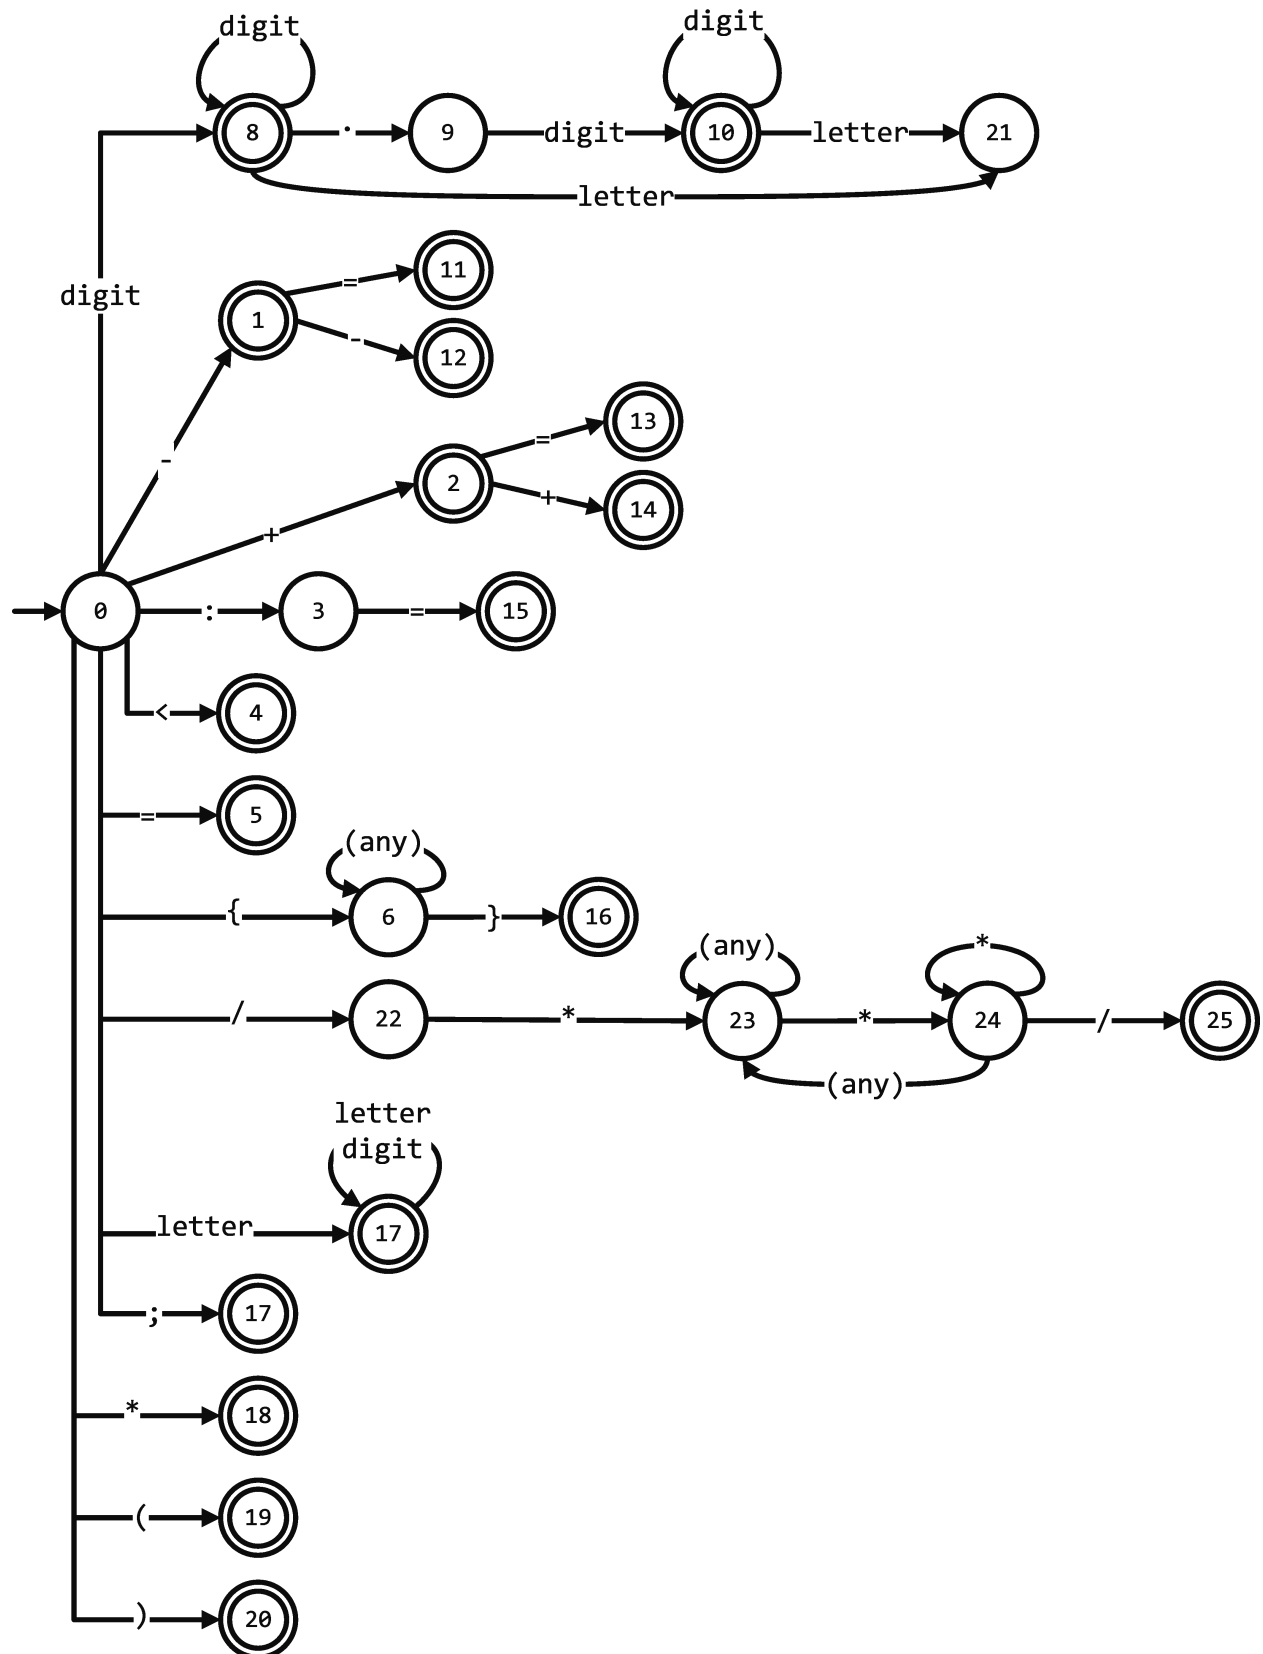 digit digit
8 . 9 digit 10 letter 21
letter
digit
1 = 11
- 12
-
+ 2 = 13
+ 14
0 : 3 = 15
< 4
= 5
(any)
{ 6 } 16
(any) *
/ 22 * 23 * 24 / 25
(any)
letter
digit
letter 17
; 17
* 18
( 19
) 20